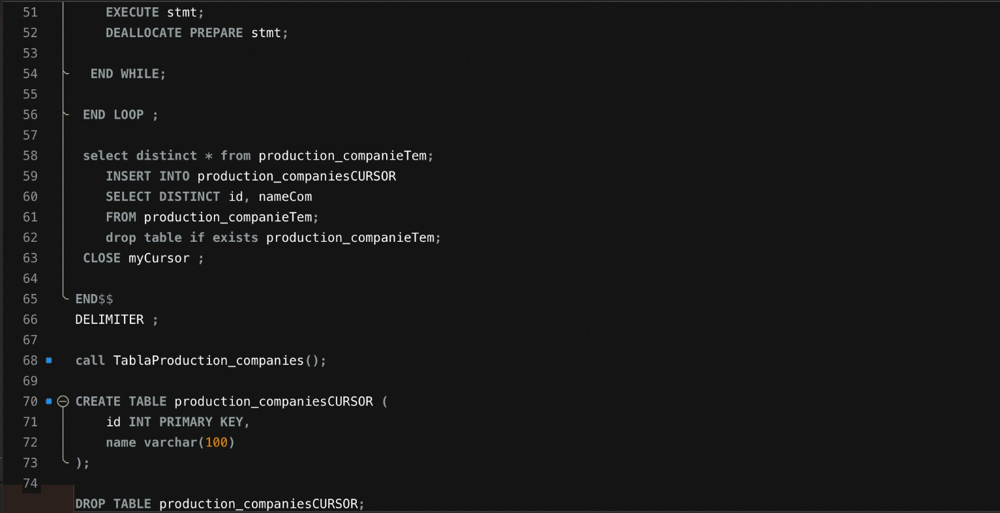 51 EXECUTE stmt;
52 DEALLOCATE PREPARE stmt;
53
54 END WHILE;
55
56 END LOOP ;
57
58 select distinct * from production_companieTem;
59 INSERT INTO production_companiesCURSOR
60 SELECT DISTINCT id, nameCom
61 FROM production_companieTem;
62 drop table if exists production_companieTem;
63 CLOSE myCursor ;
64
65 END$$
66 DELIMITER ;
67
68 call TablaProduction_companies();
69
70 CREATE TABLE production_companiesCURSOR (
71 id INT PRIMARY KEY,
72 name varchar(100)
73 );
74
DROP TABLE production_companiesCURSOR;